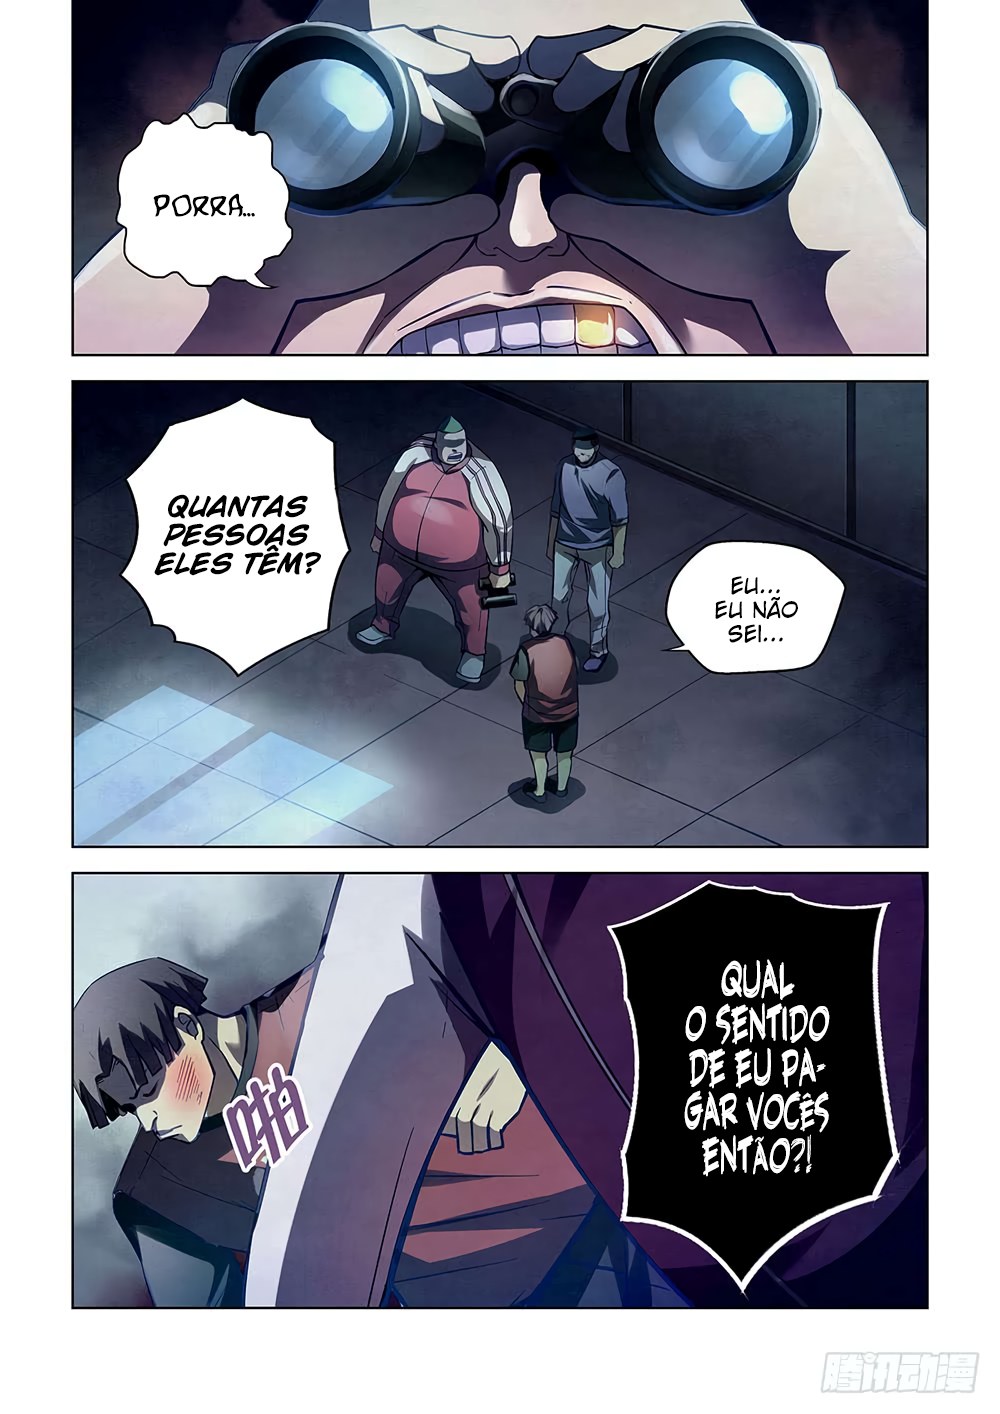 PORRA...
QUANTAS
PESSOAS
ELES TÊM?
EU...
EU NÃO
SEI...
QUAL
O SENTIDO
DE EU PA-
GAR VOCÊS
ENTÃO?!
啪
腾讯动漫